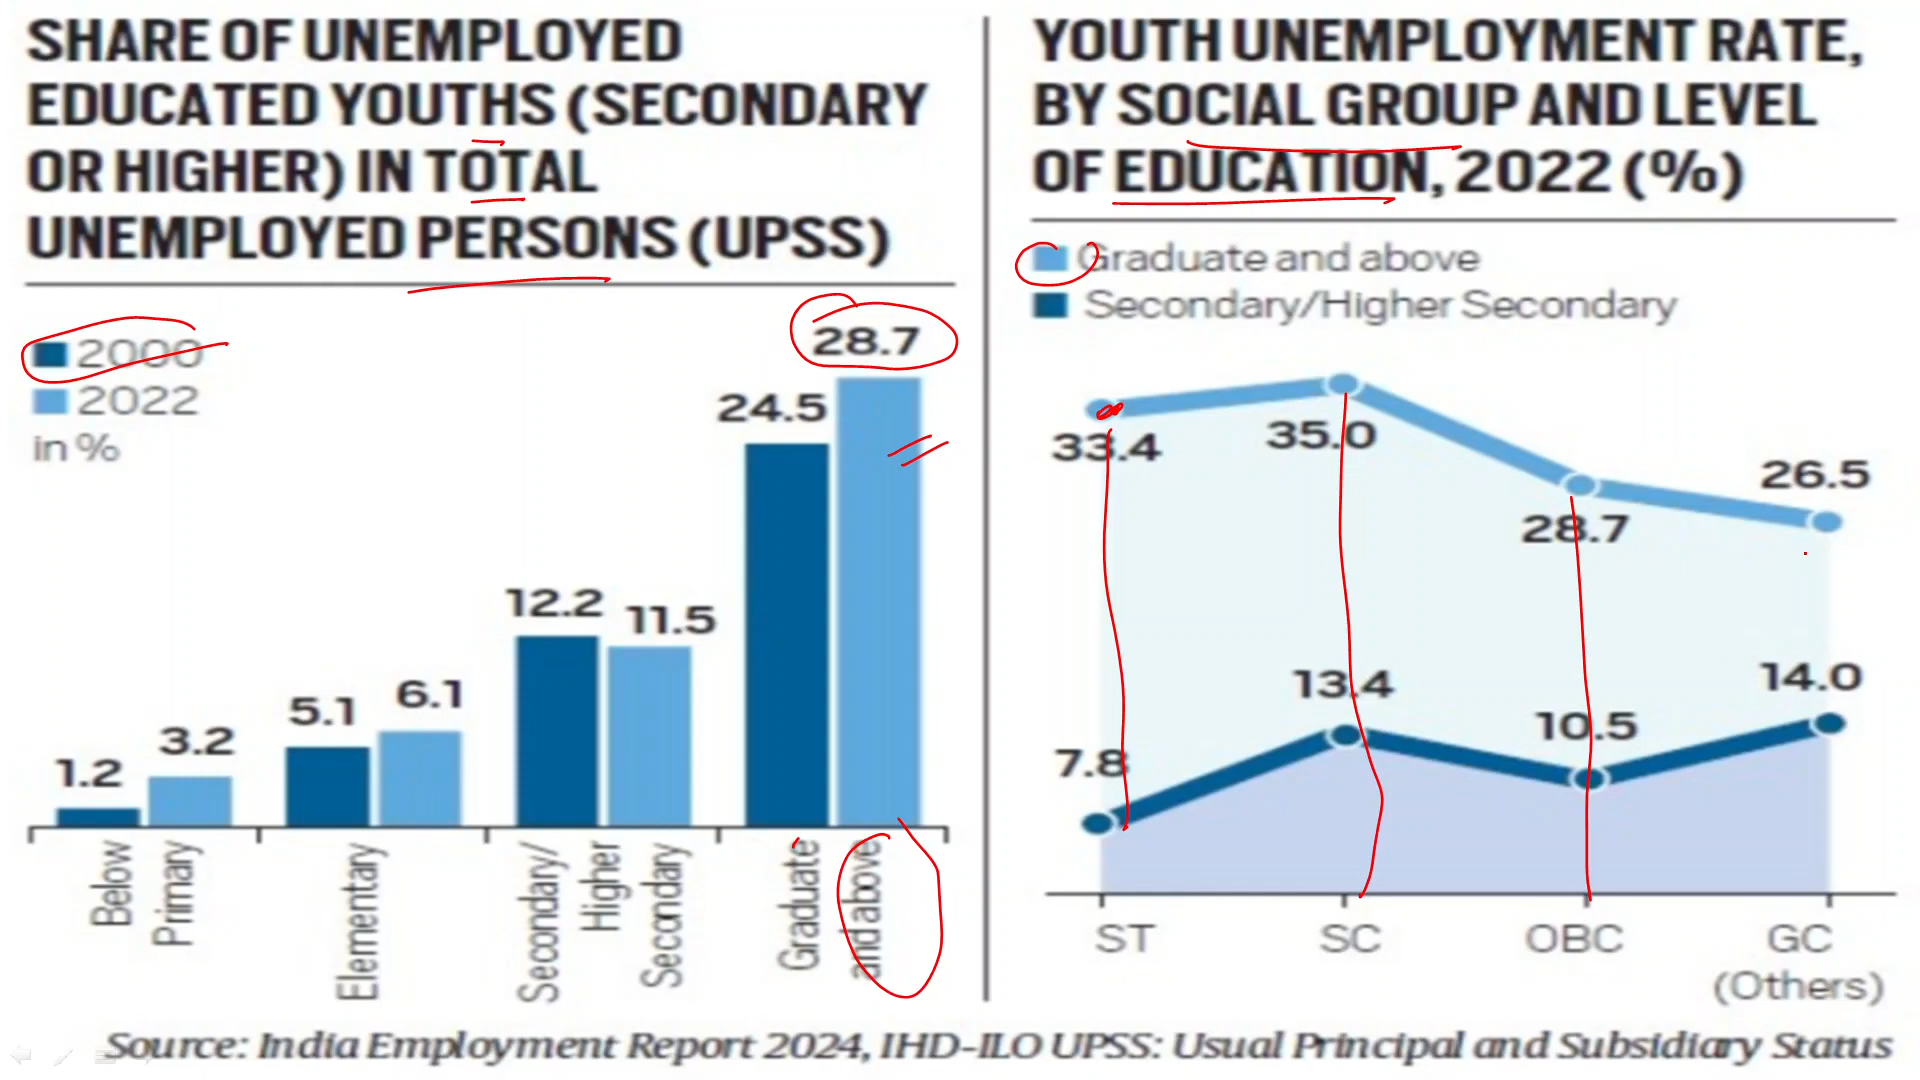 SHARE OF UNEMPLOYED
EDUCATED YOUTHS (SECONDARY
OR HIGHER) IN TOTAL
UNEMPLOYED PERSONS (UPSS)
2000
2022
in %
1.2
3.2
5.1
6.1
12.2
11.5
24.5
28.7
Below
Primary
Elementary
Secondary/
Higher
Secondary
Graduate
and above
YOUTH UNEMPLOYMENT RATE,
BY SOCIAL GROUP AND LEVEL
OF EDUCATION, 2022 (%)
Graduate and above
Secondary/Higher Secondary
33.4
35.0
28.7
26.5
7.8
13.4
10.5
14.0
ST
SC
OBC
GC
(Others)
Source: India Employment Report 2024, IHD-ILO UPSS: Usual Principal and Subsidiary Status